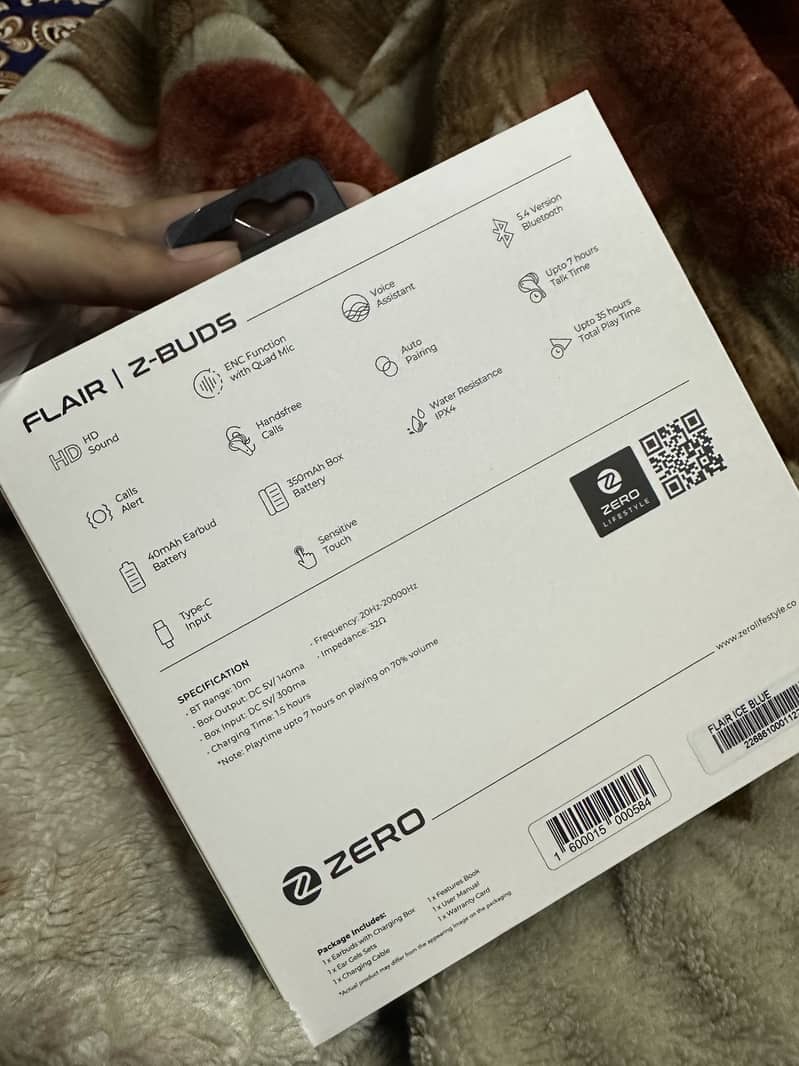 FLAIR | Z-BUDS
HD
HD
Sound
ENC Function
with Quad Mic
Voice
Assistant
5.4 Version
Bluetooth
Calls
Alert
Handsfree
Calls
Auto
Pairing
Upto 7 hours
Talk Time
40mAh Earbud
Battery
350mAh Box
Battery
Water Resistance
IPX4
Upto 35 hours
Total Play Time
Type-C
Input
Sensitive
Touch
ZERO
LIFESTYLE
SPECIFICATION
• BT Range: 10m
• Box Output: DC 5V/ 140ma
• Box Input: DC 5V/ 300ma
• Charging Time: 1.5 hours
• Frequency: 20Hz-20000Hz
• Impedance: 32Ω
*Note: Playtime upto 7 hours on playing on 70% volume
www.zerolifestyle.co
FLAIR ICE BLUE
ZERO
1 600015 000584
Package Includes:
1 x Earbuds with Charging Box
1 x Ear Gels Sets
1 x Charging Cable
1 x Features Book
1 x User Manual
1 x Warranty Card
*Actual product may differ from the appearing image on the packaging.